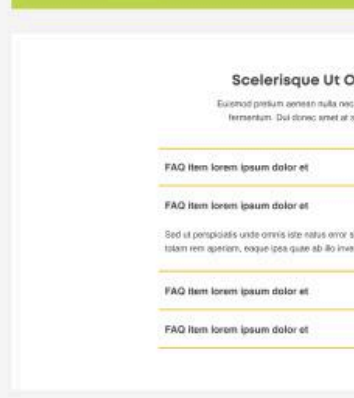 Scelerisque Ut O
Euismod pretium aenean nulla nec
fermentum. Dui donec amet at
FAQ item lorem ipsum dolor et
FAQ item lorem ipsum dolor et
Sed ut perspiciatis unde omnis iste natus error s
totam rem aperiam, eaque ipsa quae ab illo inve
FAQ item lorem ipsum dolor et
FAQ item lorem ipsum dolor et